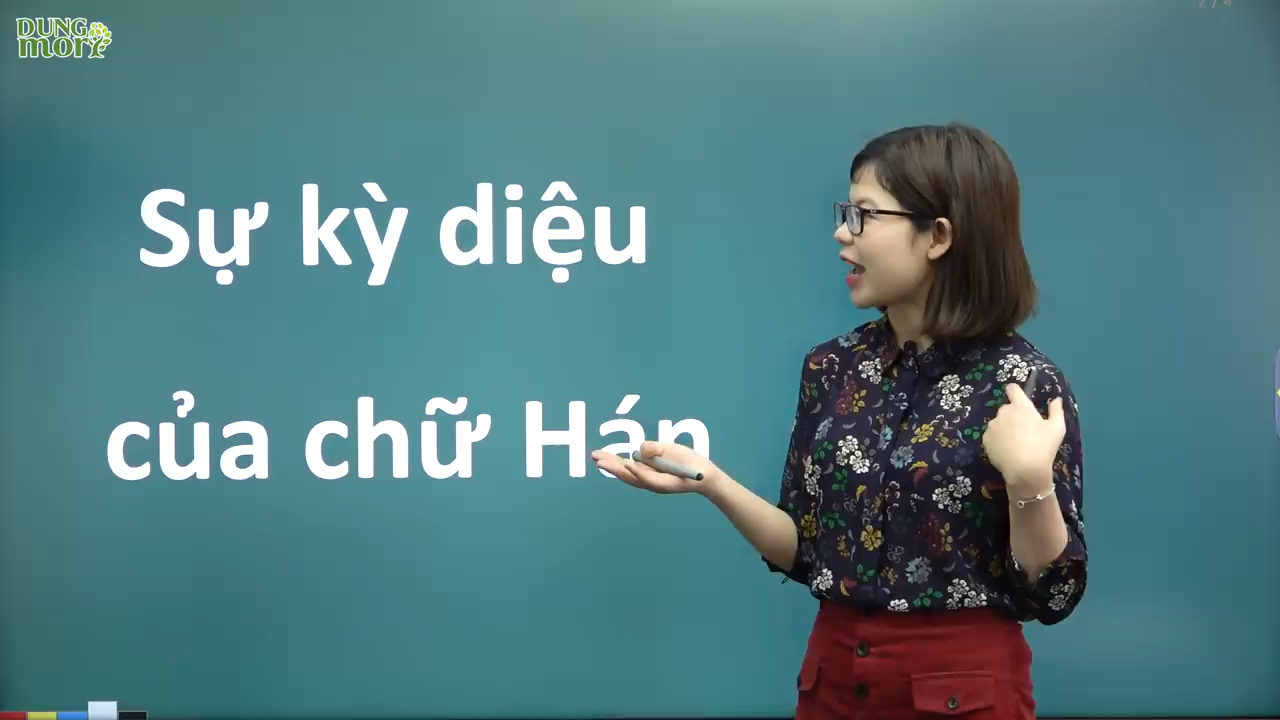 DUNG
mori
Sự kỳ diệu
của chữ Hán